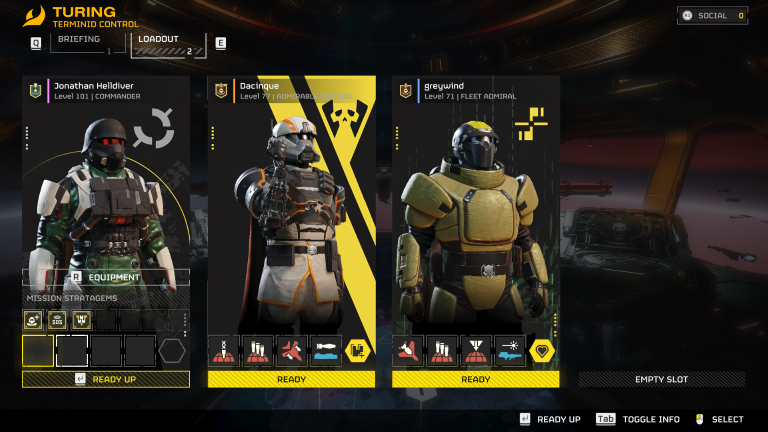 TURING
TERMINID CONTROL
SOCIAL 0
Q
BRIEFING
1
LOADOUT
2
E
Jonathan Helldiver
Level 101 | COMMANDER
Dacinque
Level 77 |
greywind
Level 71 | FLEET ADMIRAL
R EQUIPMENT
MISSION STRATAGEMS
SOS
READY UP
READY
READY
EMPTY SLOT
READY UP
Tab TOGGLE INFO
SELECT